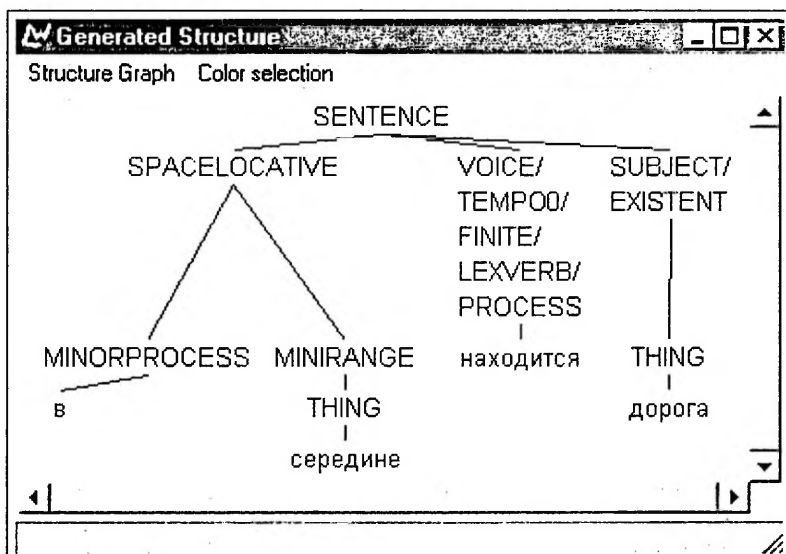 Generated Structure
Structure Graph Color selection
SENTENCE
SPACELOCATIVE VOICE/ SUBJECT/
TEMPO0/ EXISTENT
FINITE/
LEXVERB/
PROCESS
MINORPROCESS MINIRANGE находится THING
в THING дорога
середине